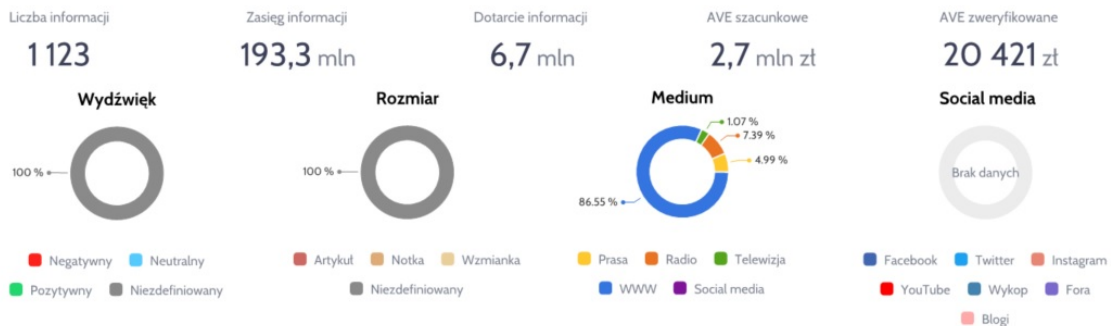 Liczba informacji
Zasięg informacji
Dotarcie informacji
AVE szacunkowe
AVE zweryfikowane
1 123
193,3 mln
6,7 mln
2,7 mln zł
20 421 zł
Wydźwięk
Rozmiar
Medium
Social media
100 %
100 %
1.07 %
7.39 %
4.99 %
86.55 %
Brak danych
Negatywny
Neutralny
Pozytywny
Niezdefiniowany
Artykuł
Notka
Wzmianka
Niezdefiniowany
Prasa
Radio
Telewizja
WWW
Social media
Facebook
Twitter
Instagram
YouTube
Wykop
Fora
Blogi